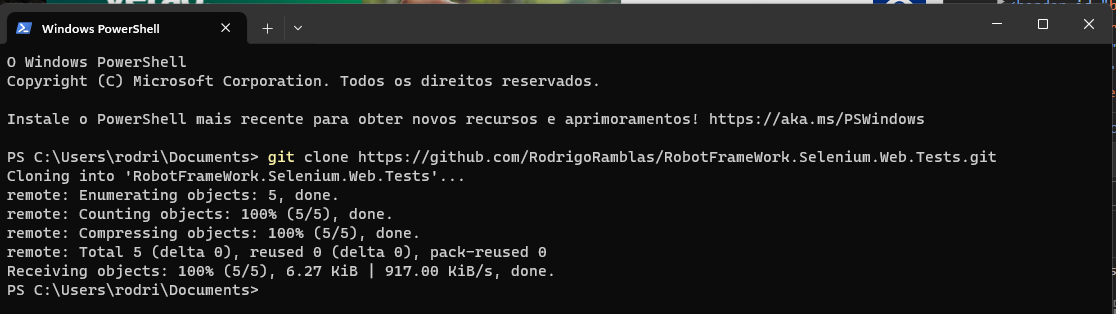 Windows PowerShell
O Windows PowerShell
Copyright (C) Microsoft Corporation. Todos os direitos reservados.
Instale o PowerShell mais recente para obter novos recursos e aprimoramentos! https://aka.ms/PSWindows
PS C:\Users\rodri\Documents> git clone https://github.com/RodrigoRamblas/RobotFrameWork.Selenium.Web.Tests.git
Cloning into 'RobotFrameWork.Selenium.Web.Tests'...
remote: Enumerating objects: 5, done.
remote: Counting objects: 100% (5/5), done.
remote: Compressing objects: 100% (5/5), done.
remote: Total 5 (delta 0), reused 0 (delta 0), pack-reused 0
Receiving objects: 100% (5/5), 6.27 KiB | 917.00 KiB/s, done.
PS C:\Users\rodri\Documents>